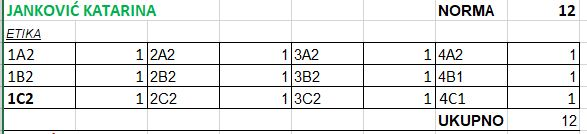 JANKOVIĆ KATARINA NORMA 12
ETIKA
1A2 1 2A2 1 3A2 1 4A2 1
1B2 1 2B2 1 3B2 1 4B1 1
1C2 1 2C2 1 3C2 1 4C1 1
UKUPNO 12